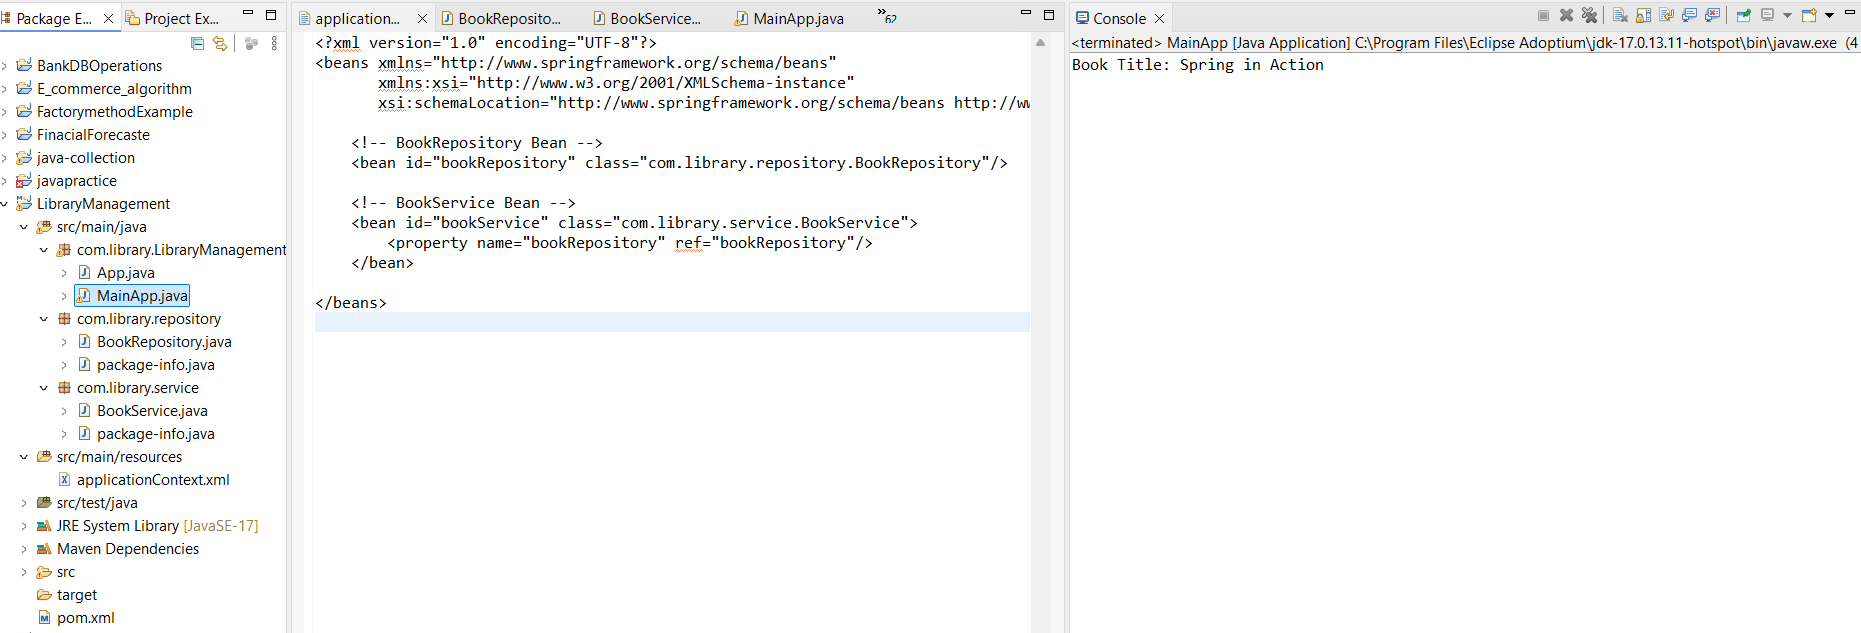 Package E...
Project Ex...
BankDBOperations
E_commerce_algorithm
FactorymethodExample
FinacialForecaste
java-collection
javapractice
LibraryManagement
src/main/java
com.library.LibraryManagement
App.java
MainApp.java
com.library.repository
BookRepository.java
package-info.java
com.library.service
BookService.java
package-info.java
src/main/resources
applicationContext.xml
src/test/java
JRE System Library [JavaSE-17]
Maven Dependencies
src
target
pom.xml
application...
BookReposito...
BookService...
MainApp.java
»62
<?xml version="1.0" encoding="UTF-8"?>
<beans xmlns="http://www.springframework.org/schema/beans"
xmlns:xsi="http://www.w3.org/2001/XMLSchema-instance"
xsi:schemaLocation="http://www.springframework.org/schema/beans http://ww
<!-- BookRepository Bean -->
<bean id="bookRepository" class="com.library.repository.BookRepository"/>
<!-- BookService Bean -->
<bean id="bookService" class="com.library.service.BookService">
<property name="bookRepository" ref="bookRepository"/>
</bean>
</beans>
Console
<terminated> MainApp [Java Application] C:\Program Files\Eclipse Adoptium\jdk-17.0.13.11-hotspot\bin\javaw.exe (4
Book Title: Spring in Action